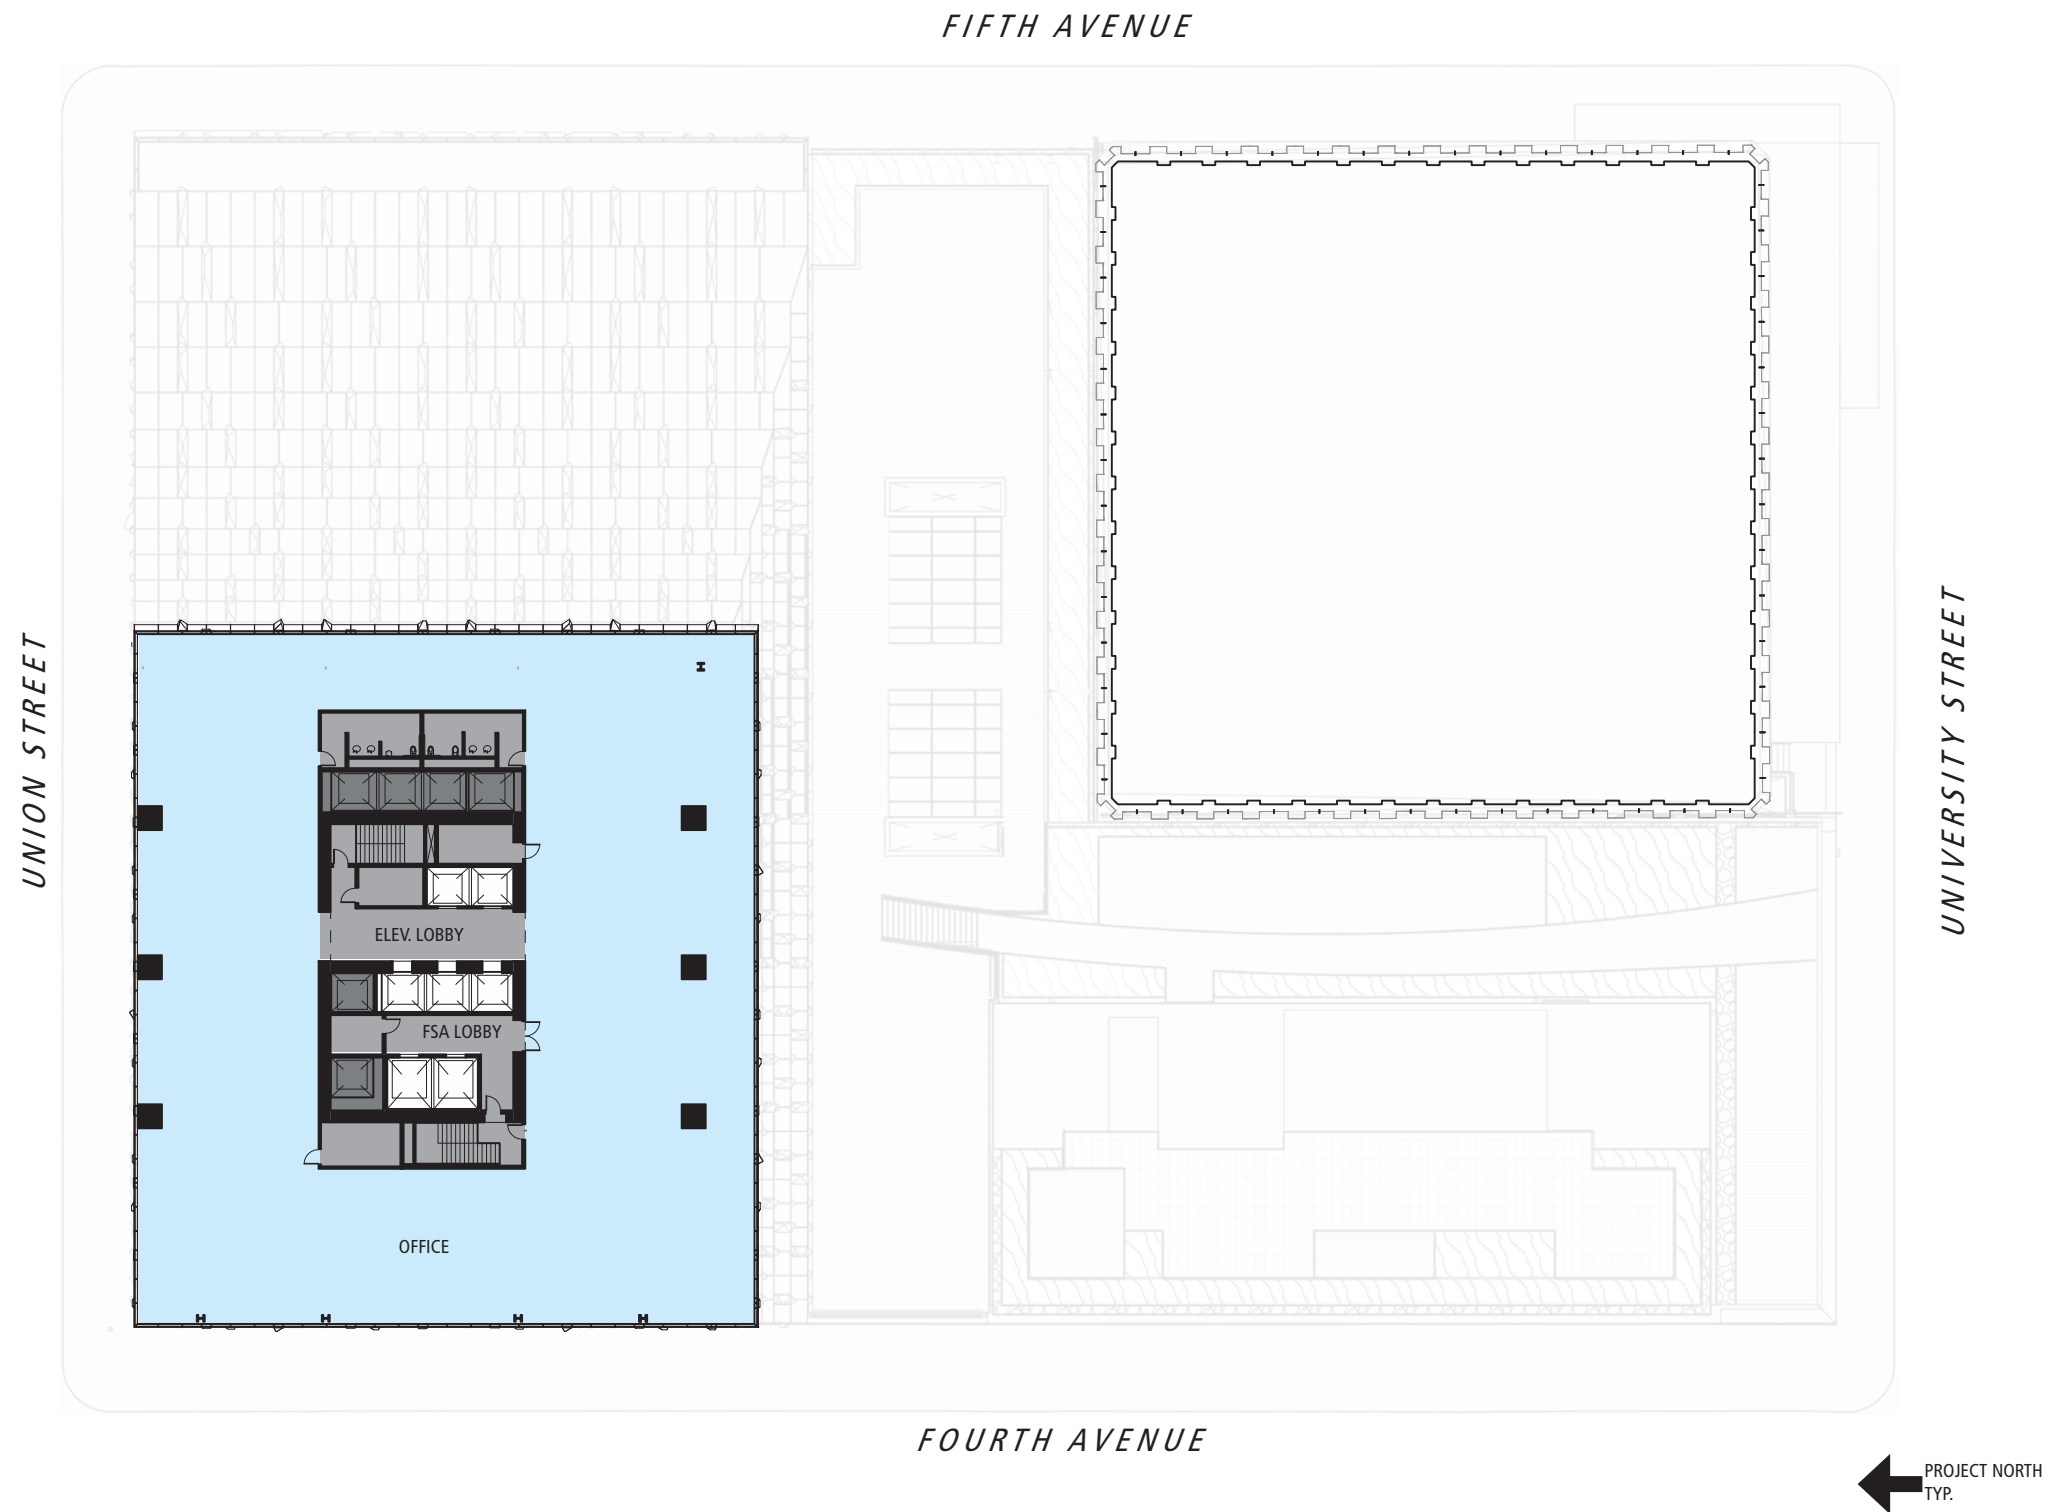 FIFTH AVENUE
UNION STREET
UNIVERSITY STREET
ELEV. LOBBY
FSA LOBBY
OFFICE
FOURTH AVENUE
PROJECT NORTH
TYP.